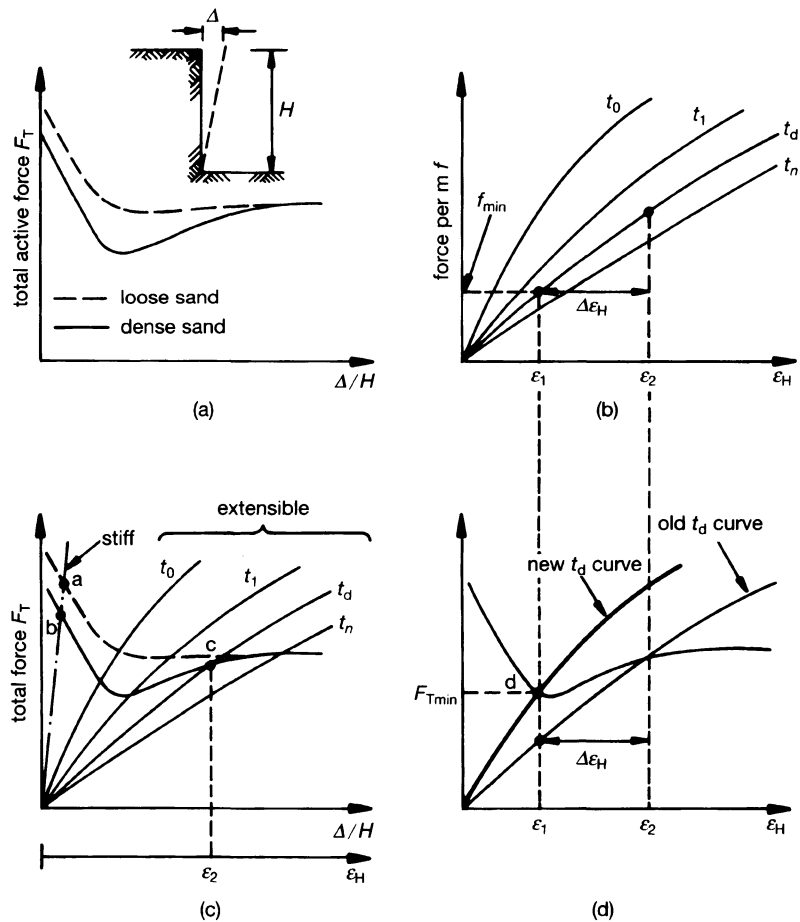 Δ
H
total active force F_T
loose sand
dense sand
Δ/H
(a)
t_0
t_1
t_d
t_n
force per m f
f_min
Δε_H
ε_1
ε_2
ε_H
(b)
extensible
stiff
t_0
t_1
t_d
t_n
a
b
c
total force F_T
Δ/H
ε_2
ε_H
(c)
old t_d curve
new t_d curve
d
F_Tmin
Δε_H
ε_1
ε_2
ε_H
(d)